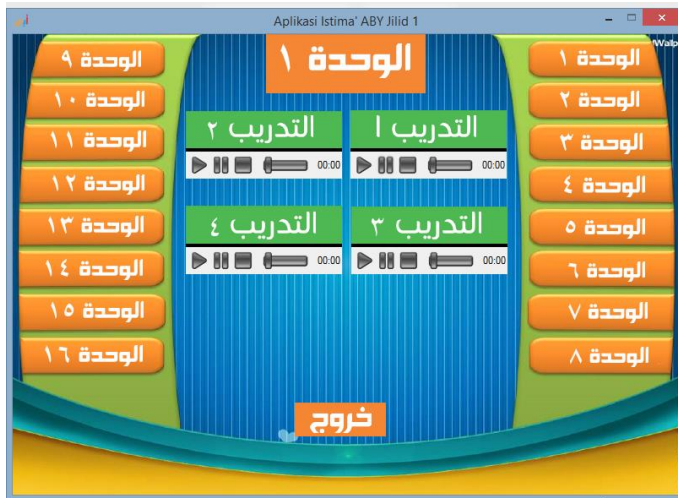 Aplikasi Istima' ABY Jilid 1
Wallp
الوحدة ١
الوحدة ١
الوحدة ٢
الوحدة ٣
الوحدة ٤
الوحدة ٥
الوحدة ٦
الوحدة ٧
الوحدة ٨
التدريب ١
00:00
التدريب ٢
00:00
التدريب ٣
00:00
التدريب ٤
00:00
الوحدة ٩
الوحدة ١٠
الوحدة ١١
الوحدة ١٢
الوحدة ١٣
الوحدة ١٤
الوحدة ١٥
الوحدة ١٦
خروج